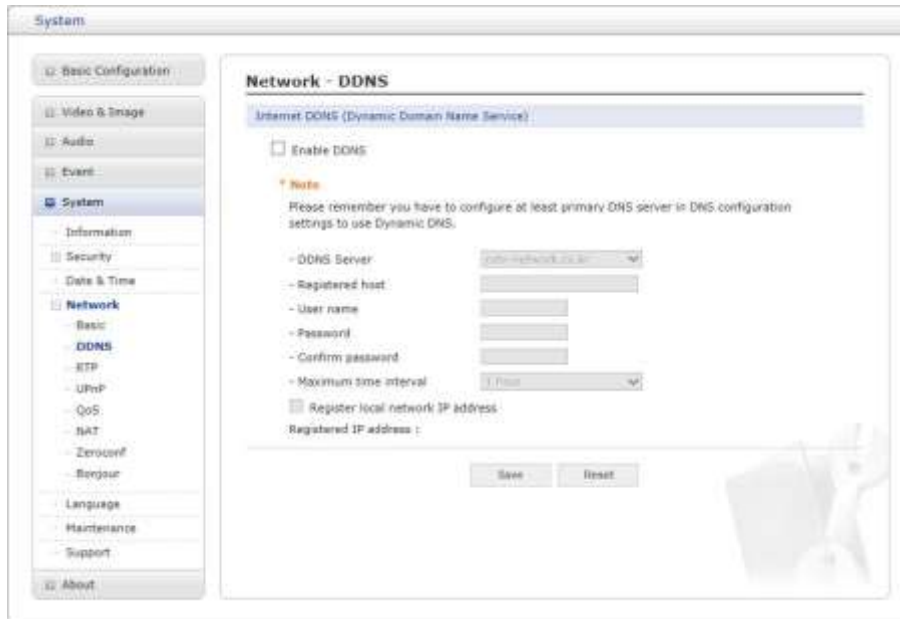 System
Basic Configuration
Video & Image
Audio
Event
System
Information
Security
Date & Time
Network
Basic
DDNS
RTP
UPnP
QoS
NAT
Zeroconf
Bonjour
Language
Maintenance
Support
About
Network - DDNS
Internet DDNS (Dynamic Domain Name Service)
Enable DDNS
* Note
Please remember you have to configure at least primary DNS server in DNS configuration
settings to use Dynamic DNS.
- DDNS Server
- Registered host
- User name
- Password
- Confirm password
- Maximum time interval 1 hour
Register local network IP address
Registered IP address :
Save Reset